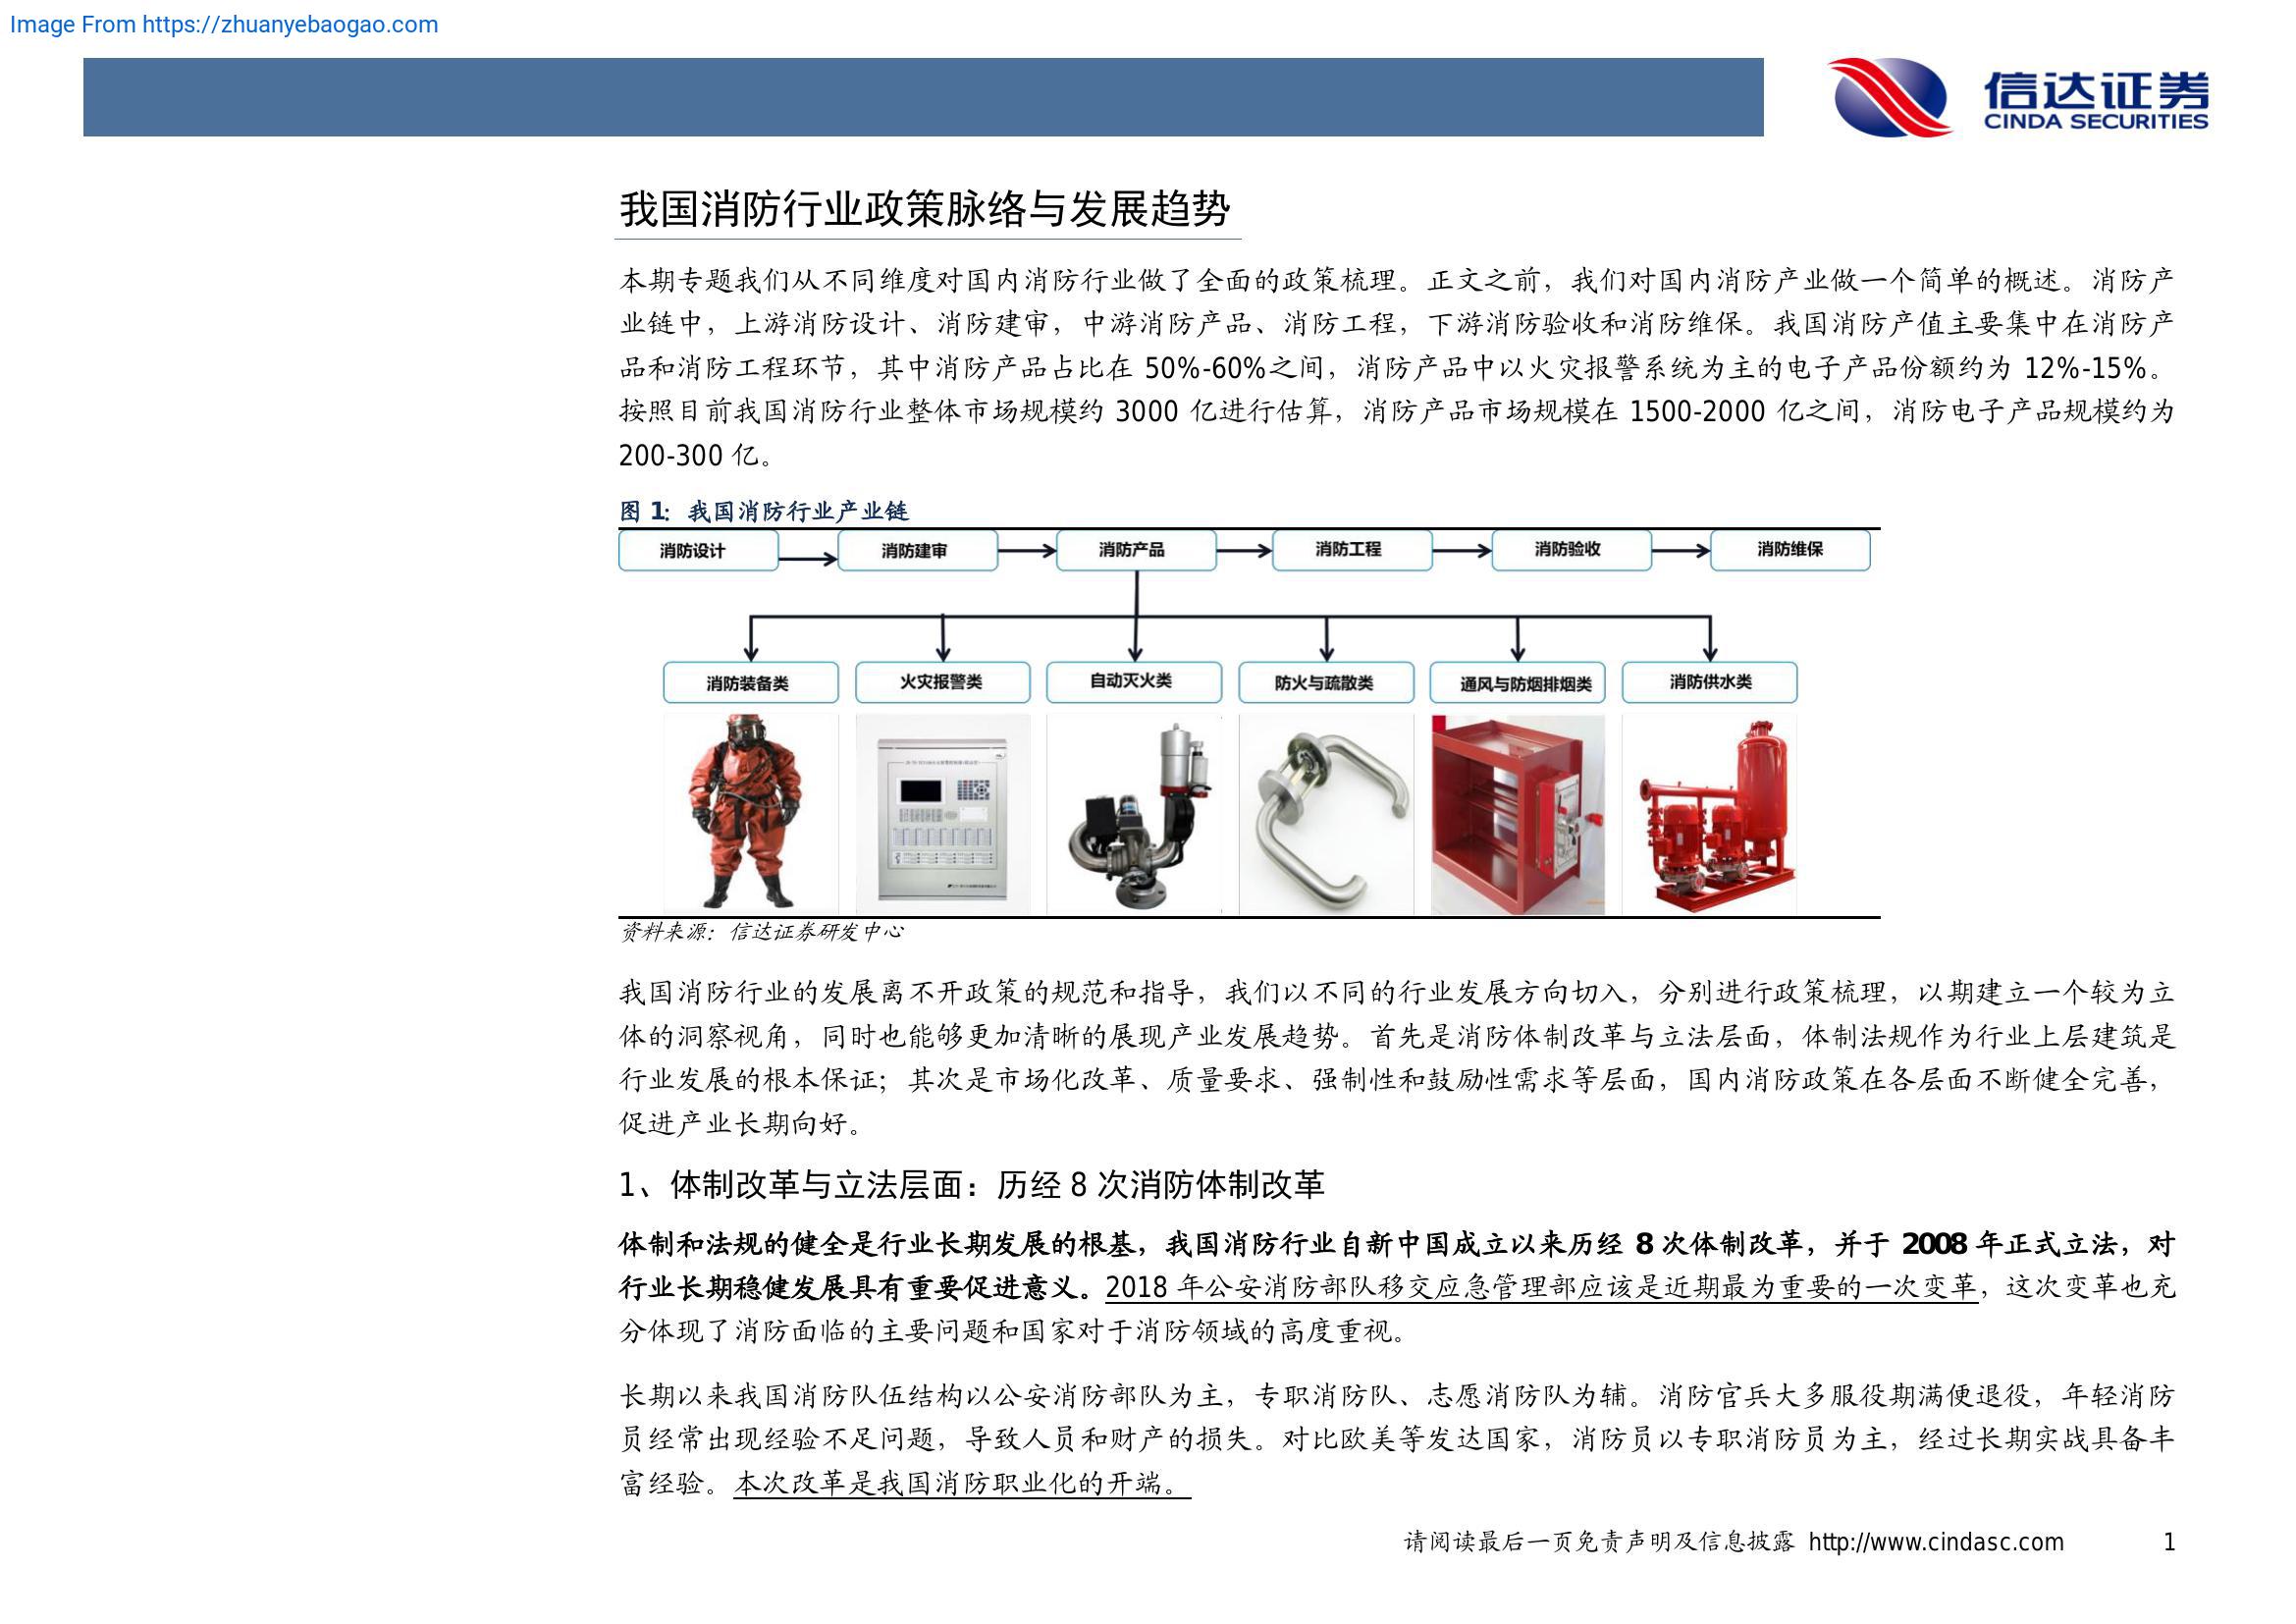 Image From https://zhuanyebaogao.com
信达证券
CINDA SECURITIES
我国消防行业政策脉络与发展趋势
本期专题我们从不同维度对国内消防行业做了全面的政策梳理。正文之前，我们对国内消防产业做一个简单的概述。消防产
业链中，上游消防设计、消防建审，中游消防产品、消防工程，下游消防验收和消防维保。我国消防产值主要集中在消防产
品和消防工程环节，其中消防产品占比在 50%-60%之间，消防产品中以火灾报警系统为主的电子产品份额约为 12%-15%。
按照目前我国消防行业整体市场规模约 3000 亿进行估算，消防产品市场规模在 1500-2000 亿之间，消防电子产品规模约为
200-300 亿。
图 1：我国消防行业产业链
消防设计 消防建审 消防产品 消防工程 消防验收 消防维保
消防装备类 火灾报警类 自动灭火类 防火与疏散类 通风与防烟排烟类 消防供水类
资料来源：信达证券研发中心
我国消防行业的发展离不开政策的规范和指导，我们以不同的行业发展方向切入，分别进行政策梳理，以期建立一个较为立
体的洞察视角，同时也能够更加清晰的展现产业发展趋势。首先是消防体制改革与立法层面，体制法规作为行业上层建筑是
行业发展的根本保证；其次是市场化改革、质量要求、强制性和鼓励性需求等层面，国内消防政策在各层面不断健全完善，
促进产业长期向好。
1、体制改革与立法层面：历经 8 次消防体制改革
体制和法规的健全是行业长期发展的根基，我国消防行业自新中国成立以来历经 8 次体制改革，并于 2008 年正式立法，对
行业长期稳健发展具有重要促进意义。2018 年公安消防部队移交应急管理部应该是近期最为重要的一次变革，这次变革也充
分体现了消防面临的主要问题和国家对于消防领域的高度重视。
长期以来我国消防队伍结构以公安消防部队为主，专职消防队、志愿消防队为辅。消防官兵大多服役期满便退役，年轻消防
员经常出现经验不足问题，导致人员和财产的损失。对比欧美等发达国家，消防员以专职消防员为主，经过长期实战具备丰
富经验。本次改革是我国消防职业化的开端。
请阅读最后一页免责声明及信息披露 http://www.cindasc.com 1